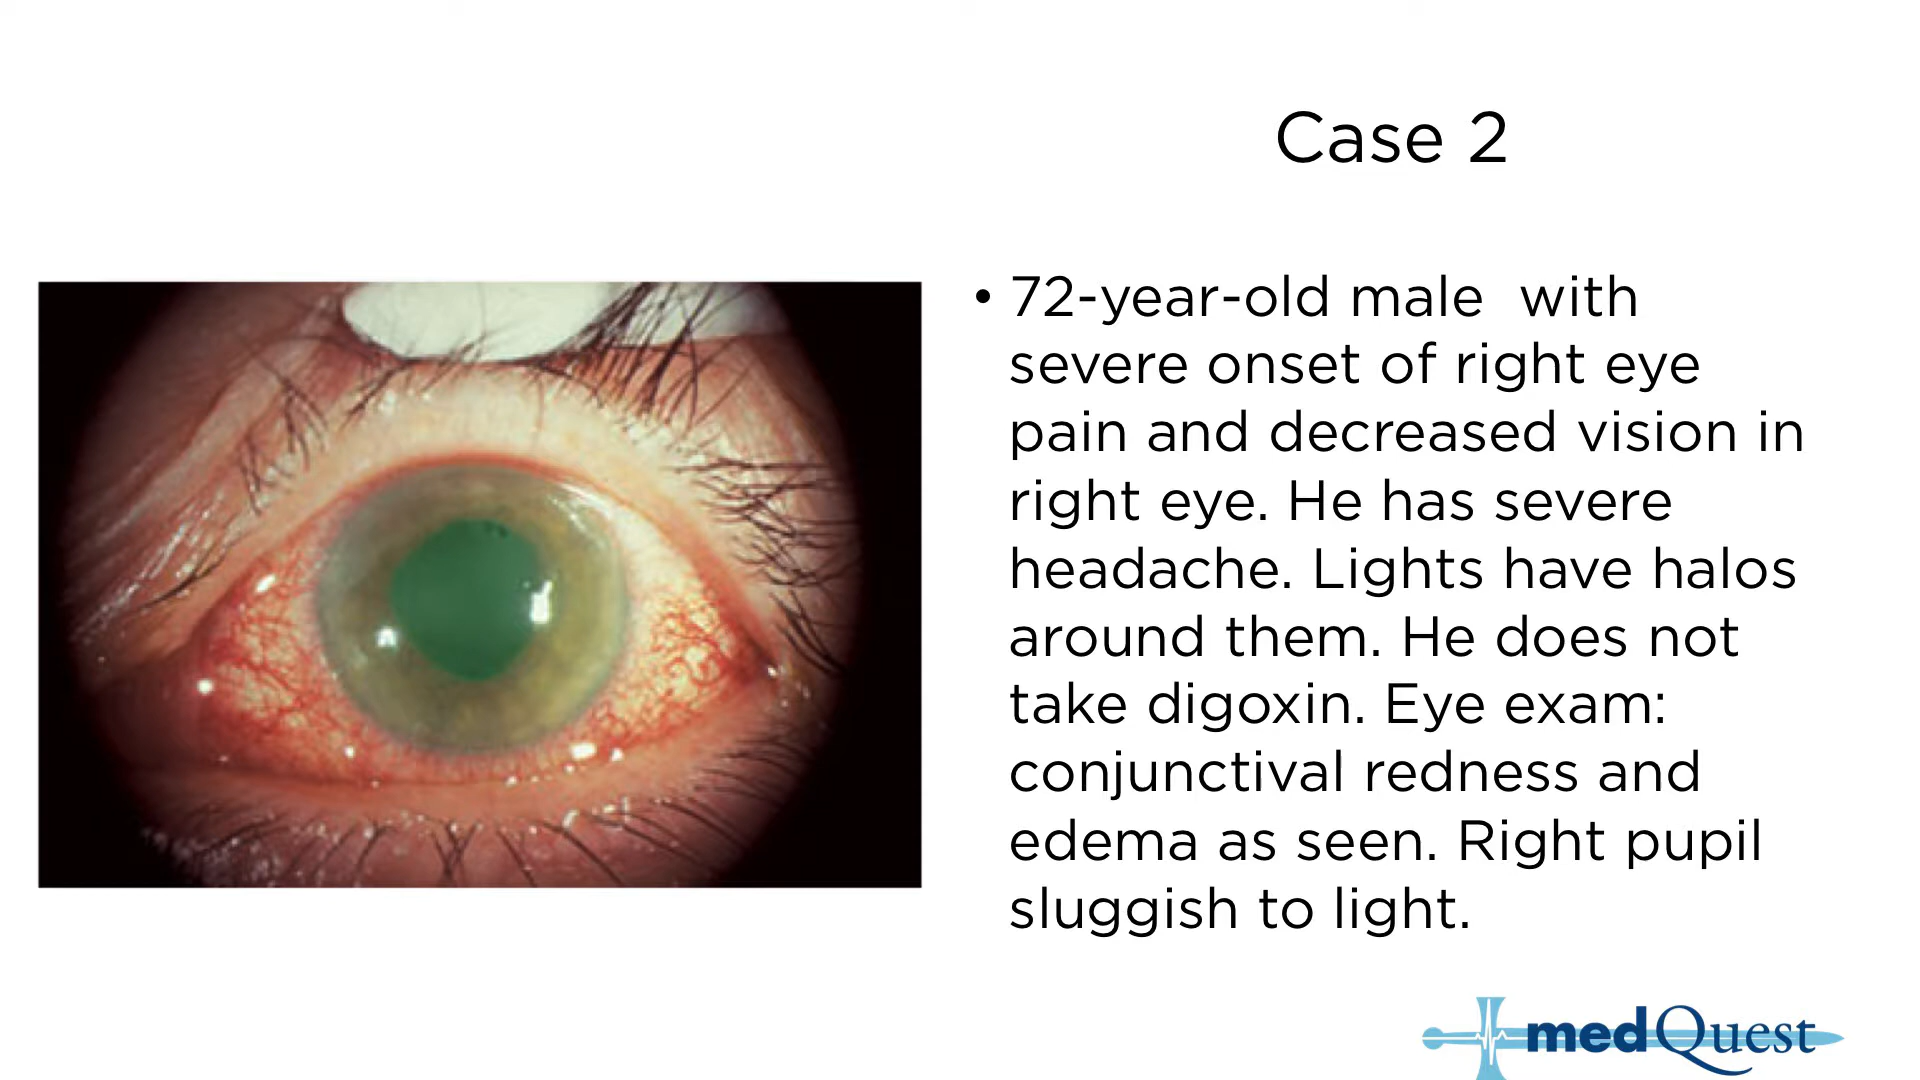 Case 2
• 72-year-old male  with
severe onset of right eye
pain and decreased vision in
right eye. He has severe
headache. Lights have halos
around them. He does not
take digoxin. Eye exam:
conjunctival redness and
edema as seen. Right pupil
sluggish to light.
medQuest